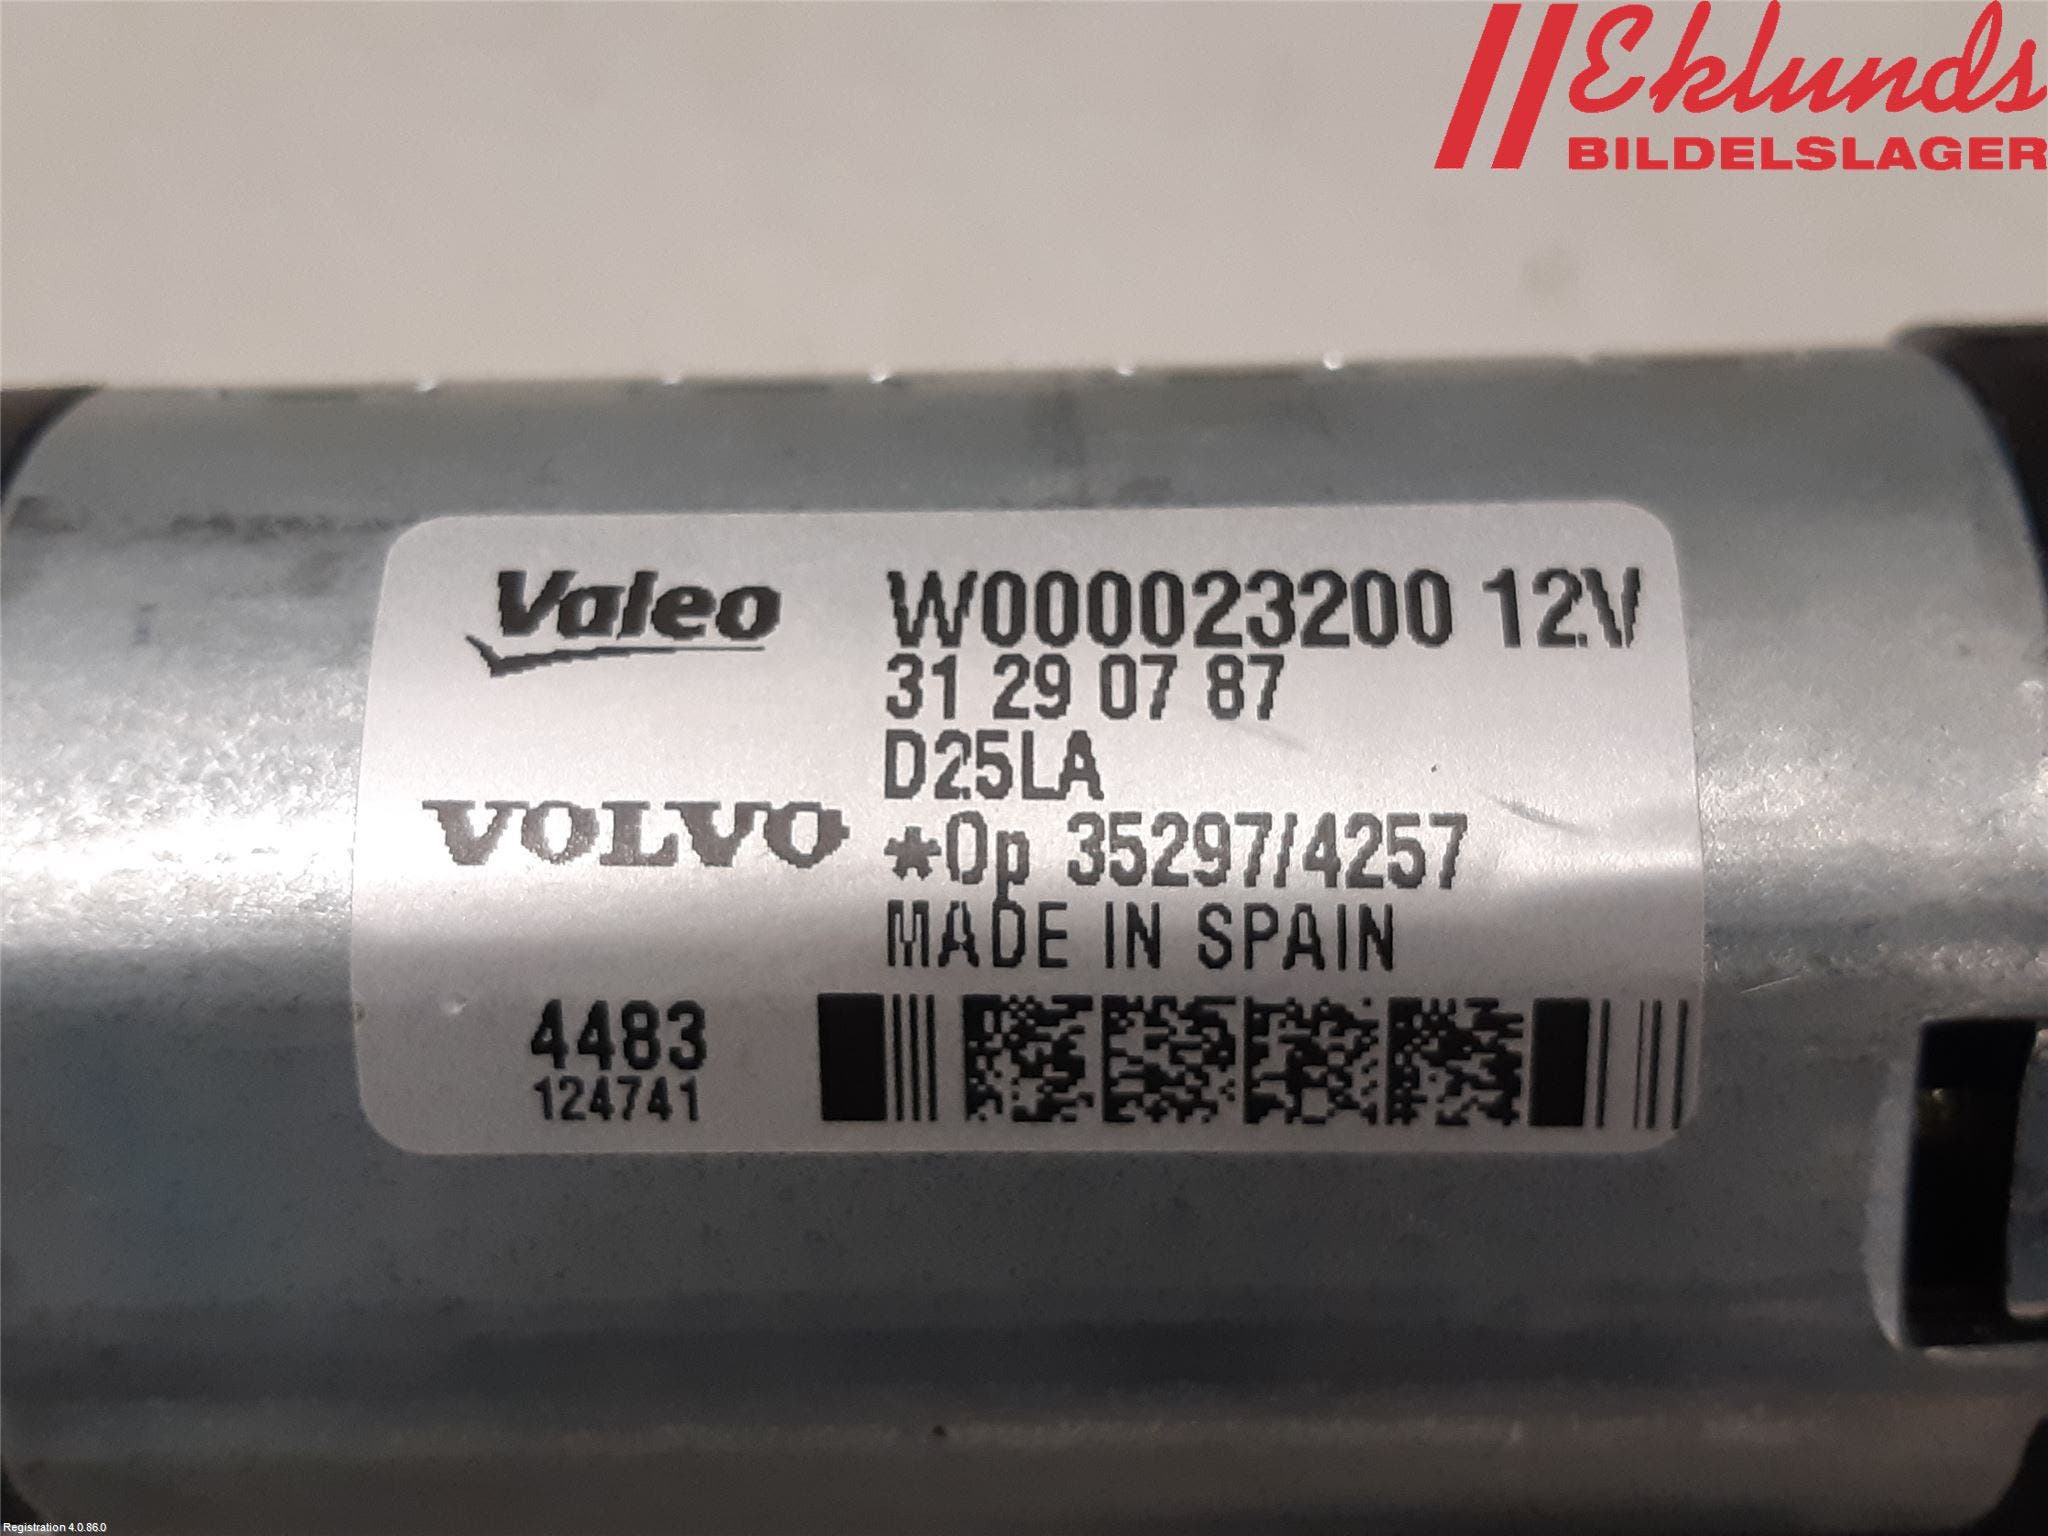 Eklunds
BILDELSLAGER
Valeo
W000023200 12V
31 29 07 87
D25LA
VOLVO
*Op 35297/4257
MADE IN SPAIN
4483
124741
Registration 4.0.86.0